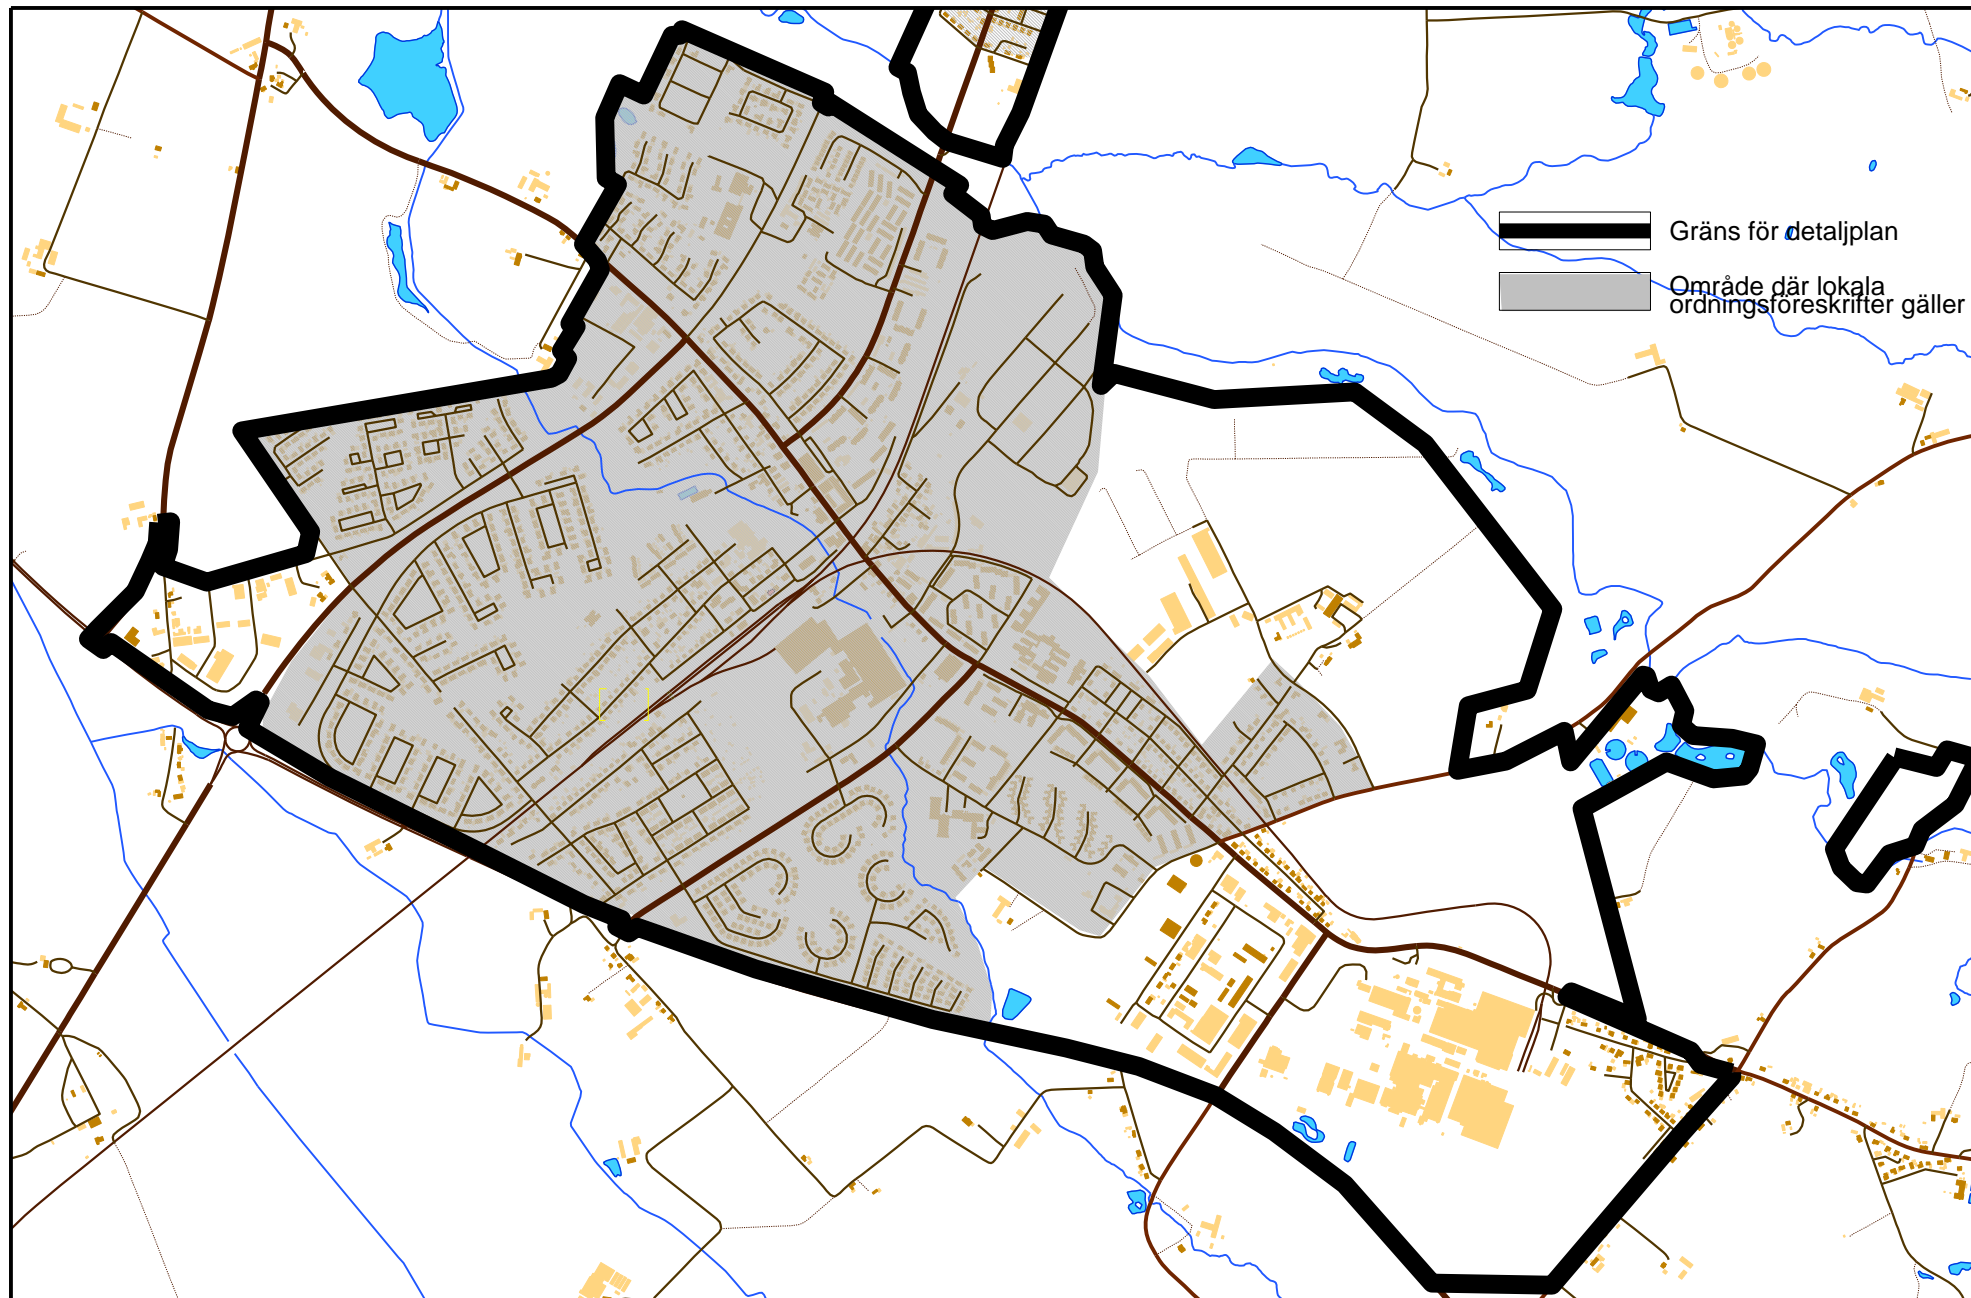 Gräns för detaljplan
Område där lokala
ordningsföreskrifter gäller